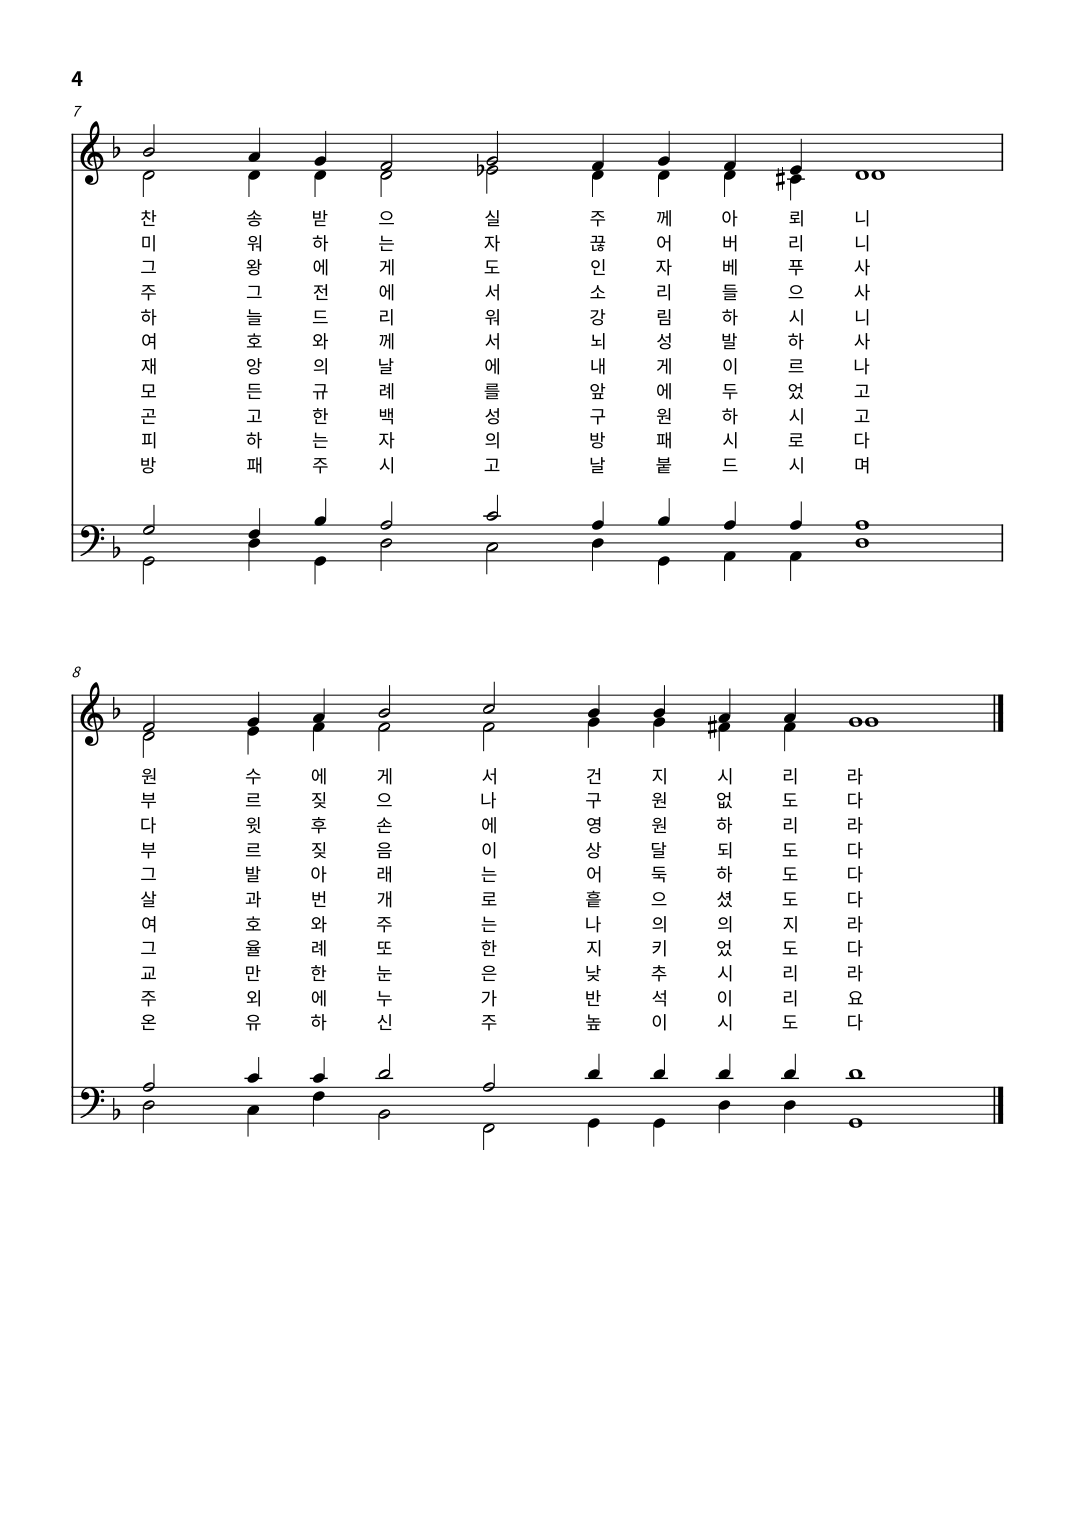 4
7
찬 송 받 으 실 주 께 아 뢰 니
미 워 하 는 자 끊 어 버 리 니
그 왕 에 게 도 인 자 베 푸 사
주 그 전 에 서 소 리 들 으 사
하 늘 드 리 워 강 림 하 시 니
여 호 와 께 서 뇌 성 발 하 사
재 앙 의 날 에 내 게 이 르 나
모 든 규 례 를 앞 에 두 었 고
곤 고 한 백 성 구 원 하 시 고
피 하 는 자 의 방 패 시 로 다
방 패 주 시 고 날 붙 드 시 며
8
원 수 에 게 서 건 지 시 리 라
부 르 짖 으 나 구 원 없 도 다
다 윗 후 손 에 영 원 하 리 라
부 르 짖 음 이 상 달 되 도 다
그 발 아 래 는 어 둑 하 도 다
살 과 번 개 로 흩 으 셨 도 다
여 호 와 주 는 나 의 의 지 라
그 율 례 또 한 지 키 었 도 다
교 만 한 눈 은 낮 추 시 리 라
주 외 에 누 가 반 석 이 리 요
온 유 하 신 주 높 이 시 도 다